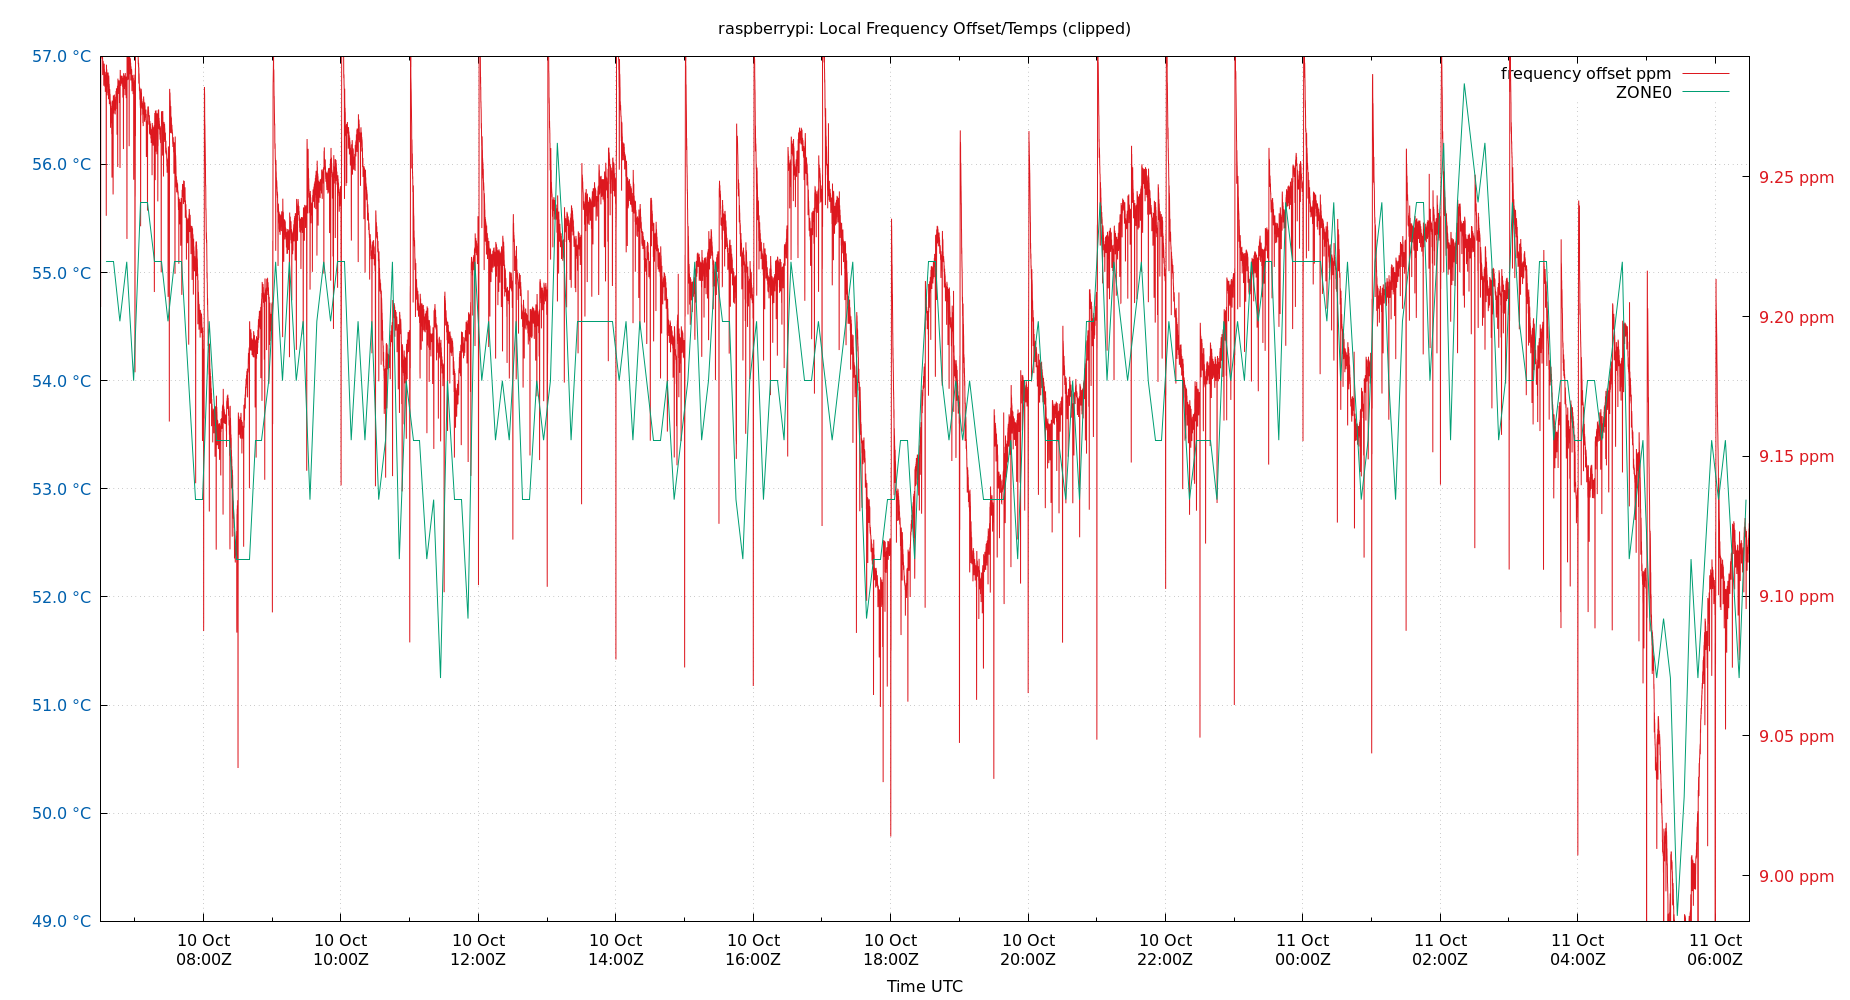 raspberrypi: Local Frequency Offset/Temps (clipped)
57.0 °C
56.0 °C
55.0 °C
54.0 °C
53.0 °C
52.0 °C
51.0 °C
50.0 °C
49.0 °C
frequency offset ppm
ZONE0
9.25 ppm
9.20 ppm
9.15 ppm
9.10 ppm
9.05 ppm
9.00 ppm
10 Oct 10 Oct 10 Oct 10 Oct 10 Oct 10 Oct 10 Oct 10 Oct 11 Oct 11 Oct 11 Oct 11 Oct
08:00Z 10:00Z 12:00Z 14:00Z 16:00Z 18:00Z 20:00Z 22:00Z 00:00Z 02:00Z 04:00Z 06:00Z
Time UTC